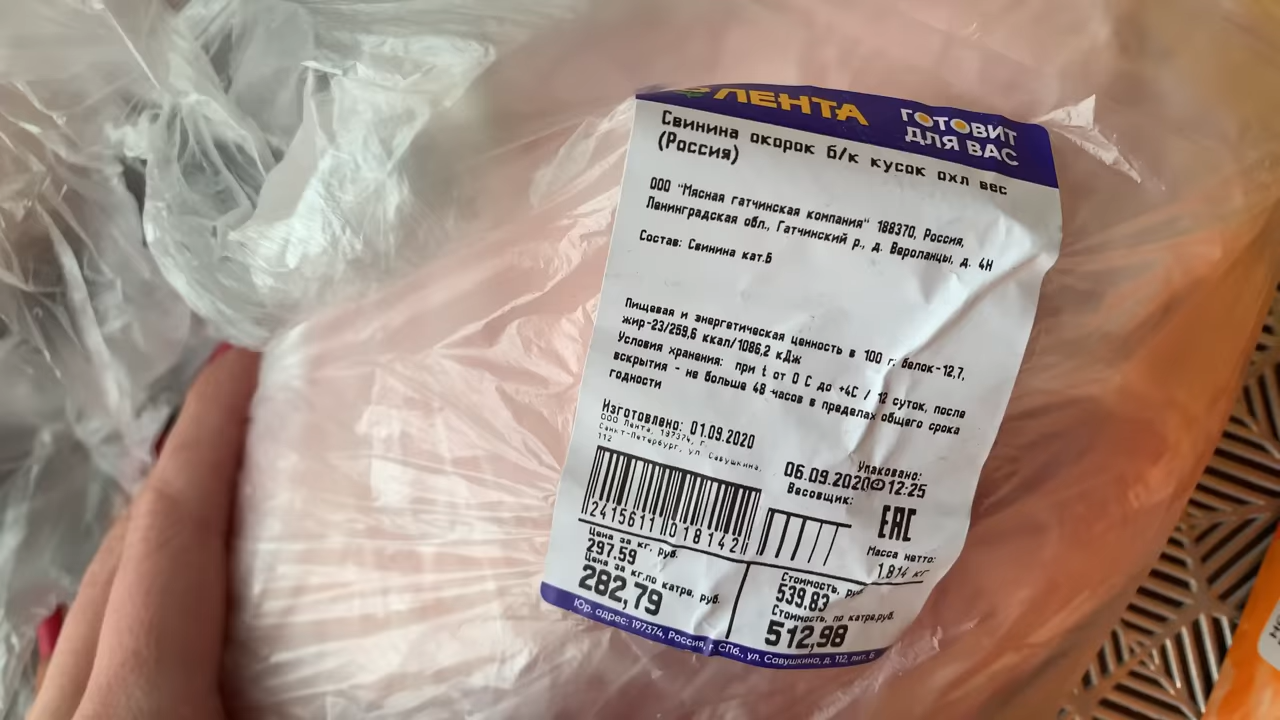 ЛЕНТА
ГОТОВИТ
ДЛЯ ВАС
Свинина окорок б/к кусок охл вес
(Россия)
ООО "Мясная гатчинская компания" 188370, Россия,
Ленинградская обл., Гатчинский р., д. Вероланцы, д. 4Н
Состав: Свинина кат.Б
Пищевая и энергетическая ценность в 100 г: белок-12,7,
жир-23/259,6 ккал/1086,2 кДж
Условия хранения: при t от 0 С до +4С / 12 суток, после
вскрытия - не больше 48 часов в пределах общего срока
годности
Изготовлено: 01.09.2020
ООО Лента, 197374, г.
Санкт-Петербург, ул Савушкина,
112
Упаковано:
06.09.2020 12:25
Весовщик:
2415611018142
ЕАС
Масса нетто:
1.814 кг
Цена за кг, руб.
297.59
Цена за кг,по катре, руб.
282,79
Стоимость, руб
539,83
Стоимость, по катре,руб.
512,98
Юр. адрес: 197374, Россия, г. СПб., ул. Савушкина, д. 112, лит. Б